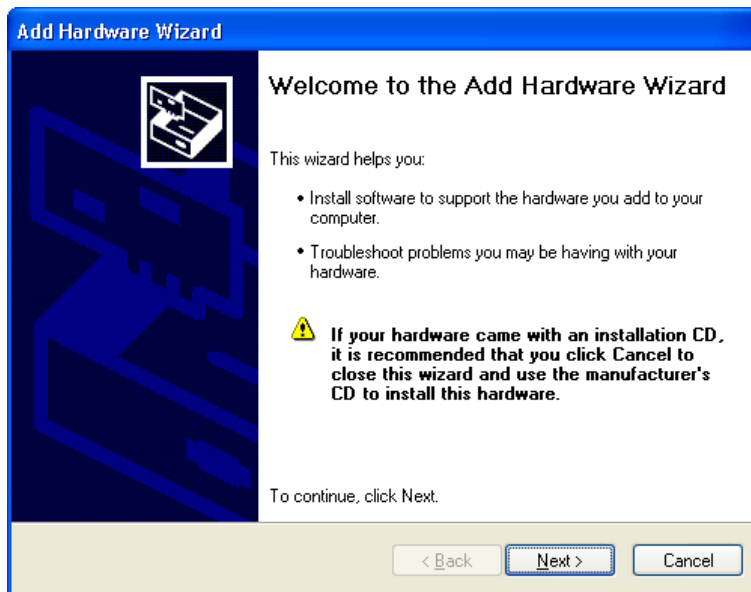 Add Hardware Wizard
Welcome to the Add Hardware Wizard
This wizard helps you:
• Install software to support the hardware you add to your
computer.
• Troubleshoot problems you may be having with your
hardware.
If your hardware came with an installation CD,
it is recommended that you click Cancel to
close this wizard and use the manufacturer's
CD to install this hardware.
To continue, click Next.
< Back Next > Cancel